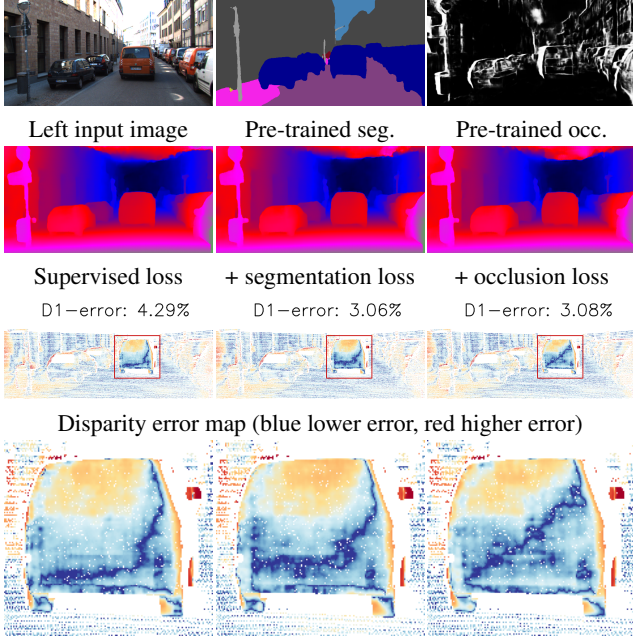 Left input image Pre-trained seg. Pre-trained occ.
Supervised loss + segmentation loss + occlusion loss
D1-error: 4.29% D1-error: 3.06% D1-error: 3.08%
Disparity error map (blue lower error, red higher error)